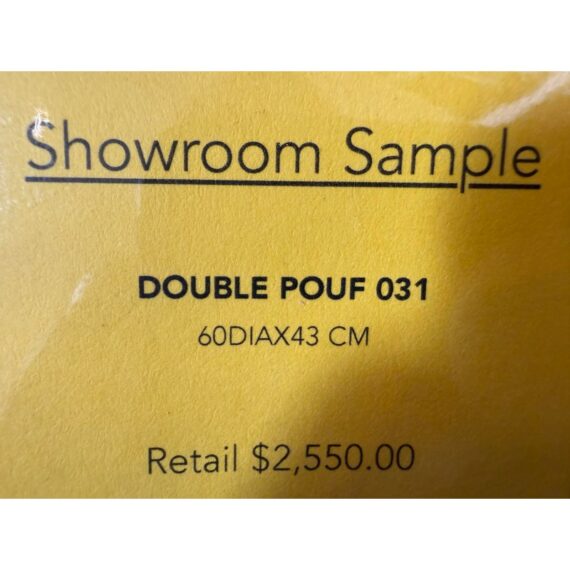 Showroom Sample
DOUBLE POUF 031
60DIAX43 CM
Retail $2,550.00